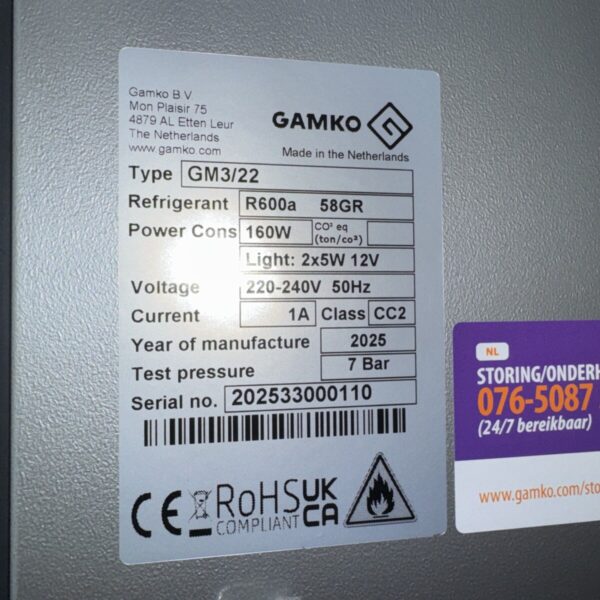 Gamko B.V.
Mon Plaisir 75
4879 AL Etten Leur
The Netherlands
www.gamko.com
GAMKO
Made in the Netherlands
Type GM3/22
Refrigerant R600a 58GR
Power Cons 160W CO² eq (ton/co²)
Light: 2x5W 12V
Voltage 220-240V 50Hz
Current 1A Class CC2
Year of manufacture 2025
Test pressure 7 Bar
Serial no. 202533000110
CE RoHS UK
COMPLIANT CA
NL
STORING/ONDERH
076-5087
(24/7 bereikbaar)
www.gamko.com/sto